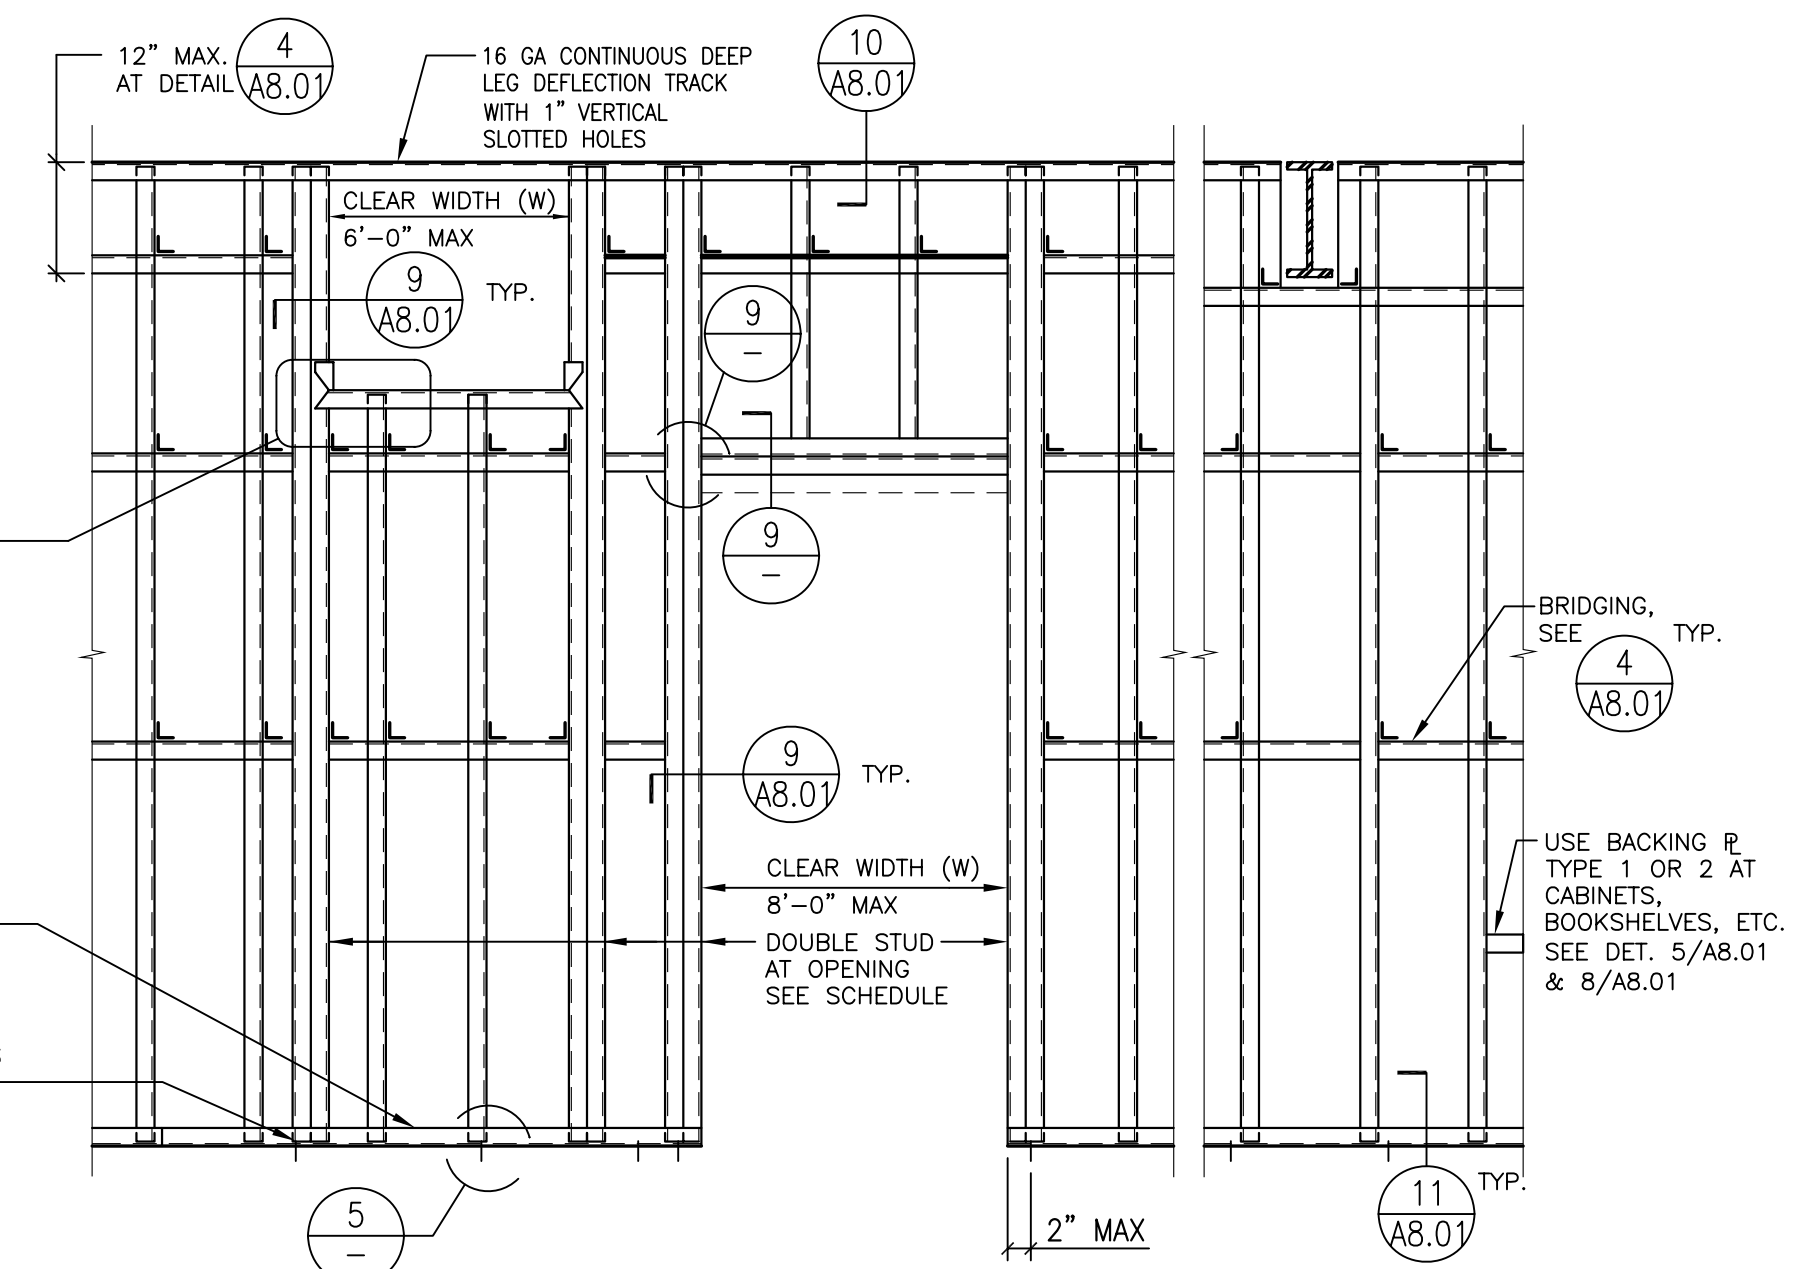 12" MAX.
AT DETAIL
4
A8.01
16 GA CONTINUOUS DEEP
LEG DEFLECTION TRACK
WITH 1" VERTICAL
SLOTTED HOLES
10
A8.01
CLEAR WIDTH (W)
6'-0" MAX
9
A8.01
TYP.
9
-
9
-
BRIDGING,
SEE
TYP.
4
A8.01
9
A8.01
TYP.
USE BACKING ⅊
TYPE 1 OR 2 AT
CABINETS,
BOOKSHELVES, ETC.
SEE DET. 5/A8.01
& 8/A8.01
CLEAR WIDTH (W)
8'-0" MAX
DOUBLE STUD
AT OPENING
SEE SCHEDULE
5
-
2" MAX
11
A8.01
TYP.